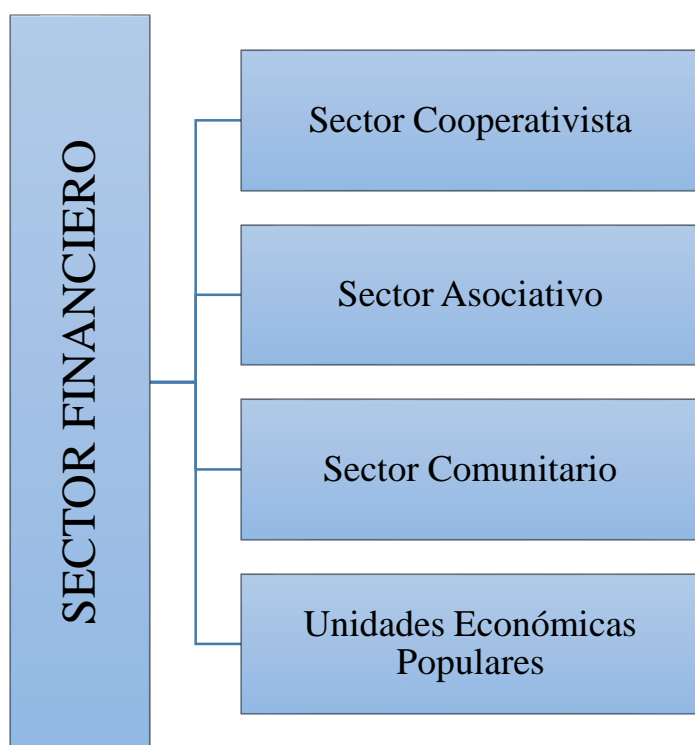 SECTOR FINANCIERO
Sector Cooperativista
Sector Asociativo
Sector Comunitario
Unidades Económicas
Populares